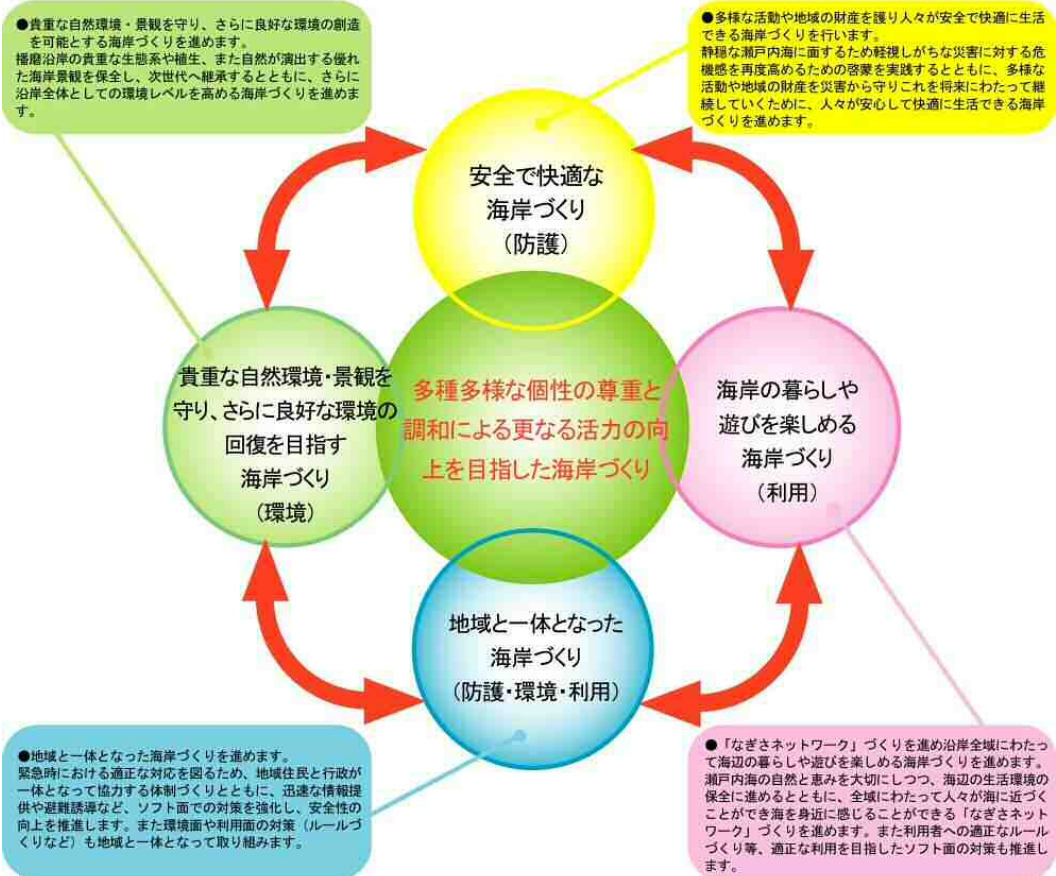 ●貴重な自然環境・景観を守り、さらに良好な環境の創造
を可能とする海岸づくりを進めます。
播磨沿岸の貴重な生態系や植生、また自然が演出する優れ
た海岸景観を保全し、次世代へ継承するとともに、さらに
沿岸全体としての環境レベルを高める海岸づくりを進めま
す。
●多様な活動や地域の財産を護り人々が安全で快適に生活
できる海岸づくりを行います。
静穏な瀬戸内海に面するため軽視しがちな災害に対する危
機感を再度高めるための啓蒙を実践するとともに、多様な
活動や地域の財産を災害から守りこれを将来にわたって継
続していくために、人々が安心して快適に生活できる海岸
づくりを進めます。
安全で快適な
海岸づくり
(防護)
貴重な自然環境・景観を
守り、さらに良好な環境の
回復を目指す
海岸づくり
(環境)
多種多様な個性の尊重と
調和による更なる活力の向
上を目指した海岸づくり
海岸の暮らしや
遊びを楽しめる
海岸づくり
(利用)
地域と一体となった
海岸づくり
(防護・環境・利用)
●地域と一体となった海岸づくりを進めます。
緊急時における適正な対応を図るため、地域住民と行政が
一体となって協力する体制づくりとともに、迅速な情報提
供や避難誘導など、ソフト面での対策を強化し、安全性の
向上を推進します。また環境面や利用面の対策（ルールづ
くりなど）も地域と一体となって取り組みます。
●「なぎさネットワーク」づくりを進め沿岸全域にわたっ
て海辺の暮らしや遊びを楽しめる海岸づくりを進めます。
瀬戸内海の自然と恵みを大切にしつつ、海辺の生活環境の
保全に進めるとともに、全域にわたって人々が海に近づく
ことができ海を身近に感じることができる「なぎさネット
ワーク」づくりを進めます。また利用者への適正なルール
づくり等、適正な利用を目指したソフト面の対策も推進し
ます。